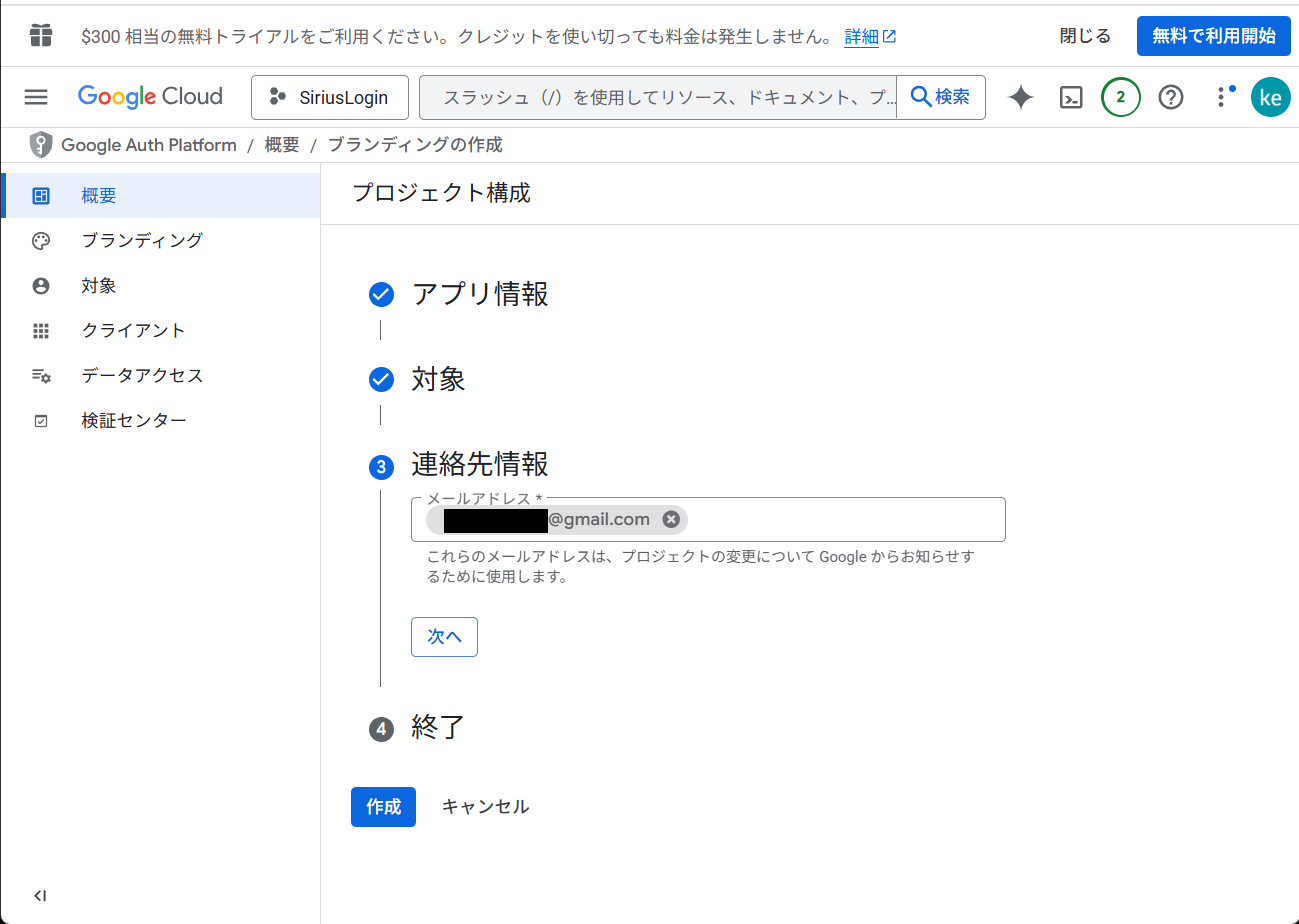 $300 相当の無料トライアルをご利用ください。クレジットを使い切っても料金は発生しません。 詳細
閉じる
無料で利用開始
Google Cloud
SiriusLogin
スラッシュ（/）を使用してリソース、ドキュメント、プ...
検索
2
ke
Google Auth Platform / 概要 / ブランディングの作成
概要
ブランディング
対象
クライアント
データアクセス
検証センター
プロジェクト構成
アプリ情報
対象
3 連絡先情報
メールアドレス *
@gmail.com
これらのメールアドレスは、プロジェクトの変更について Google からお知らせす
るために使用します。
次へ
4 終了
作成
キャンセル